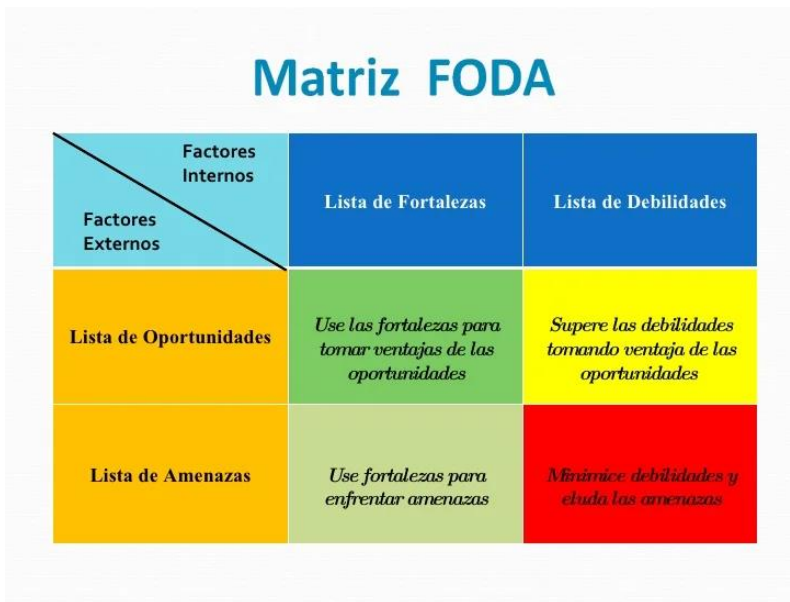 Matriz FODA
Factores
Internos
Factores
Externos
Lista de Fortalezas
Lista de Debilidades
Lista de Oportunidades
Use las fortalezas para
tomar ventajas de las
oportunidades
Supere las debilidades
tomando ventaja de las
oportunidades
Lista de Amenazas
Use fortalezas para
enfrentar amenazas
Minimice debilidades y
eluda las amenazas